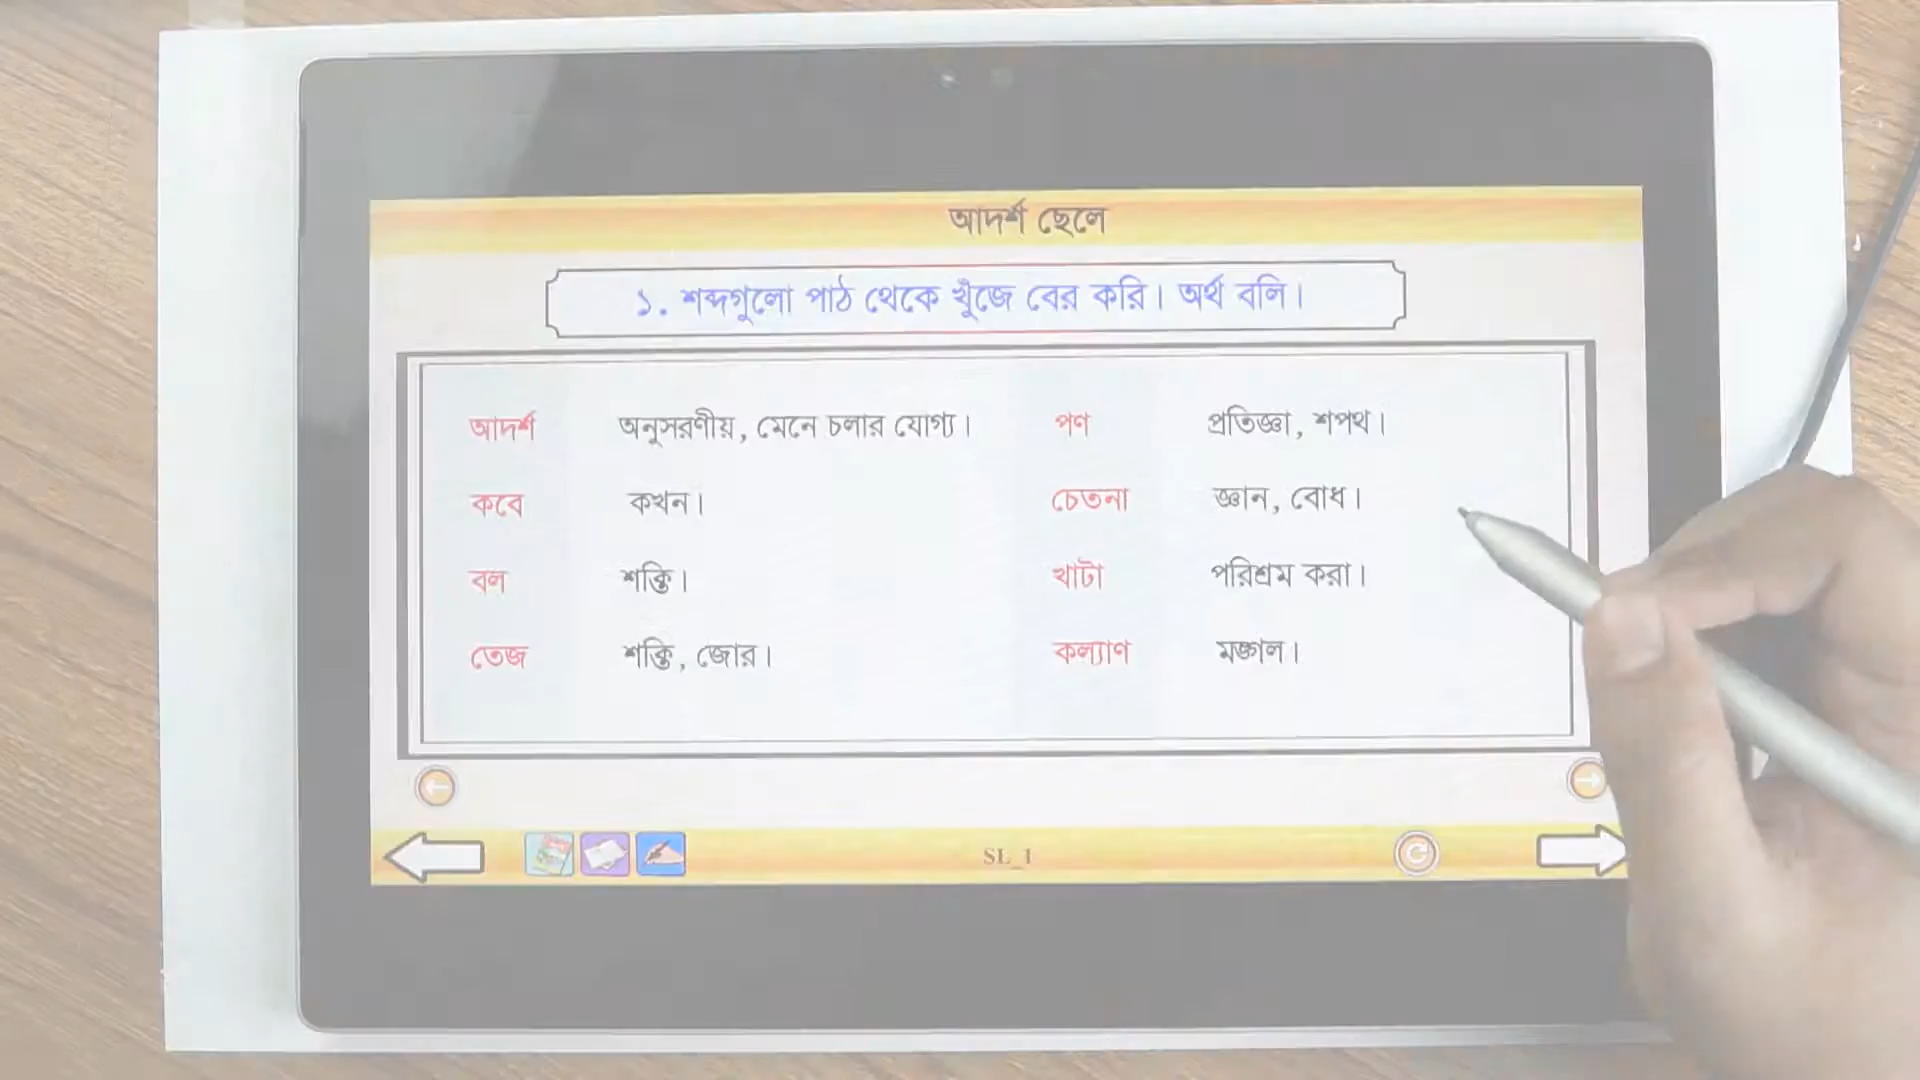 আদর্শ ছেলে
১. শব্দগুলো পাঠ থেকে খুঁজে বের করি। অর্থ বলি।
আদর্শ অনুসরণীয়, মেনে চলার যোগ্য। পণ প্রতিজ্ঞা, শপথ।
কবে কখন। চেতনা জ্ঞান, বোধ।
বল শক্তি। খাটা পরিশ্রম করা।
তেজ শক্তি, জোর। কল্যাণ মঙ্গল।
SL_1